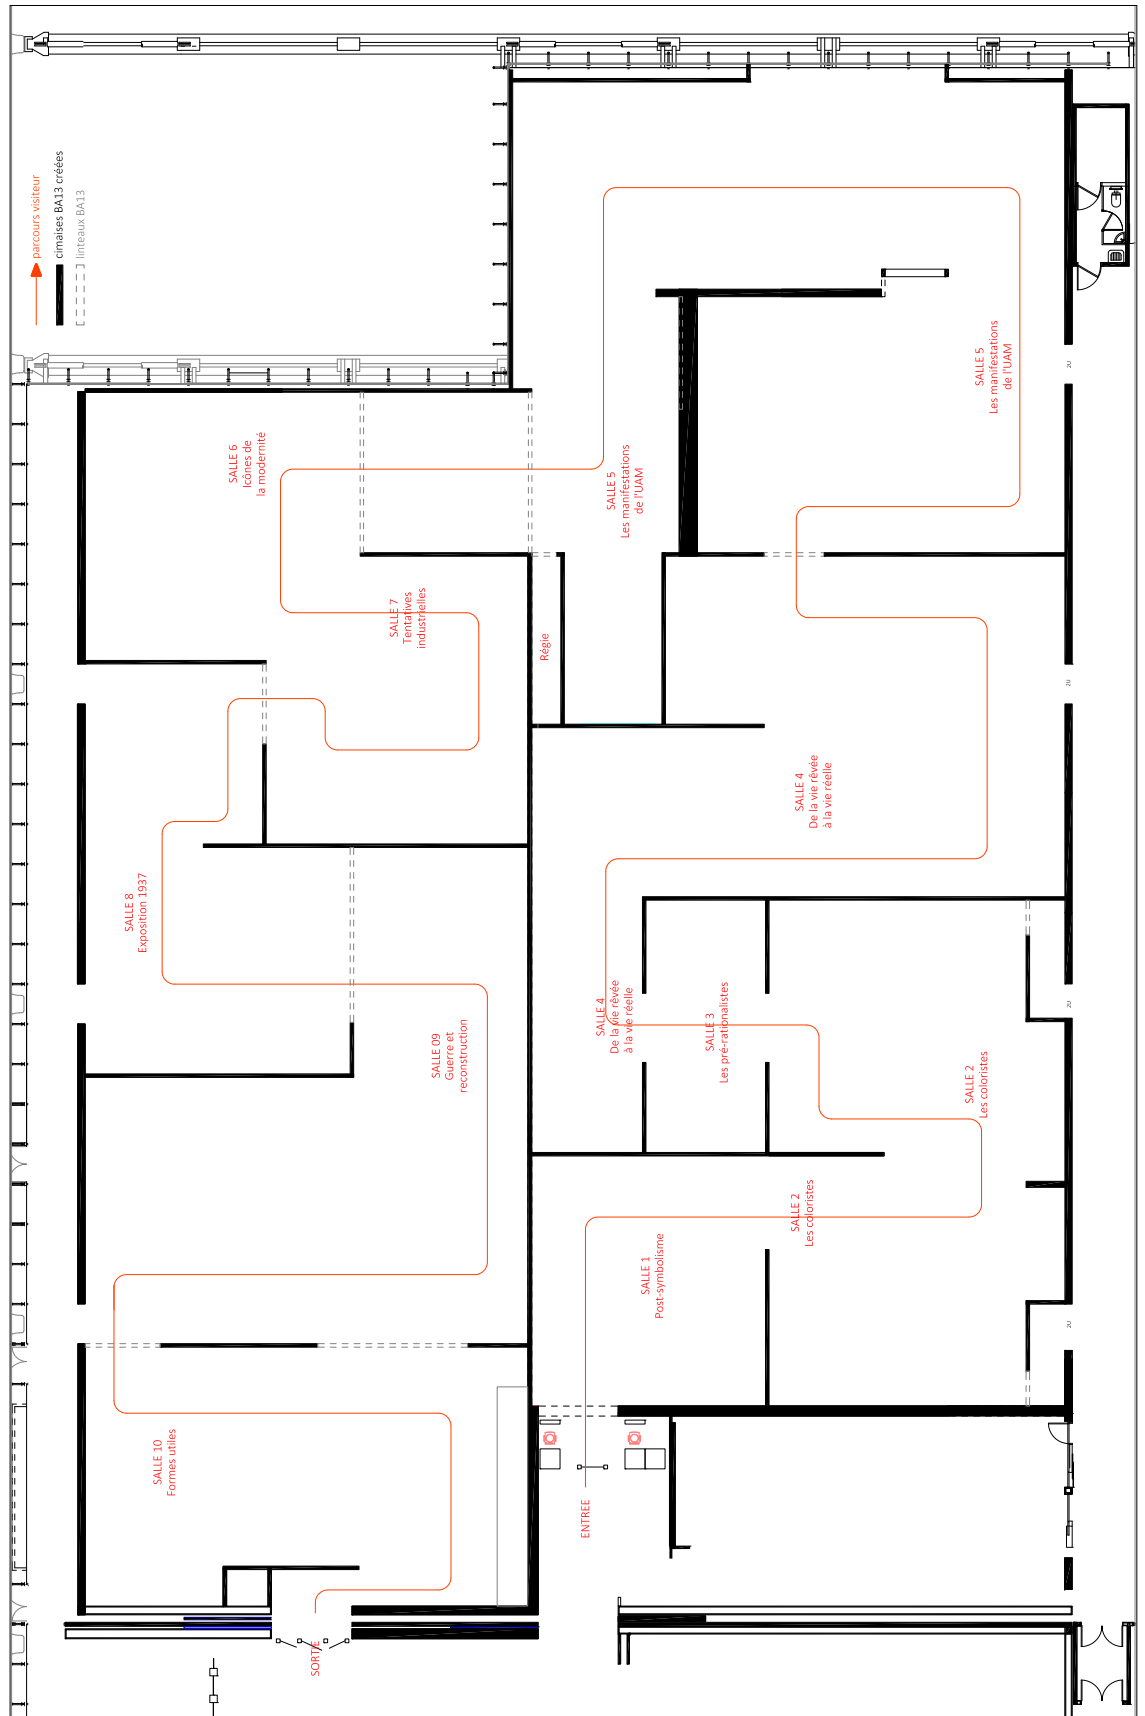 parcours visiteur
cimaises BA13 créées
linteaux BA13
SALLE 6
Icônes de
la modernité
SALLE 5
Les manifestations
de l'UAM
SALLE 5
Les manifestations
de l'UAM
SALLE 7
Tentatives
industrielles
Régie
SALLE 4
De la vie rêvée
à la vie réelle
SALLE 8
Exposition 1937
SALLE 09
Guerre et
reconstruction
SALLE 4
De la vie rêvée
à la vie réelle
SALLE 3
Les pré-rationalistes
SALLE 2
Les coloristes
SALLE 2
Les coloristes
SALLE 1
Post-symbolisme
SALLE 10
Formes utiles
ENTREE
SORTIE
2U
2U
2U
2U